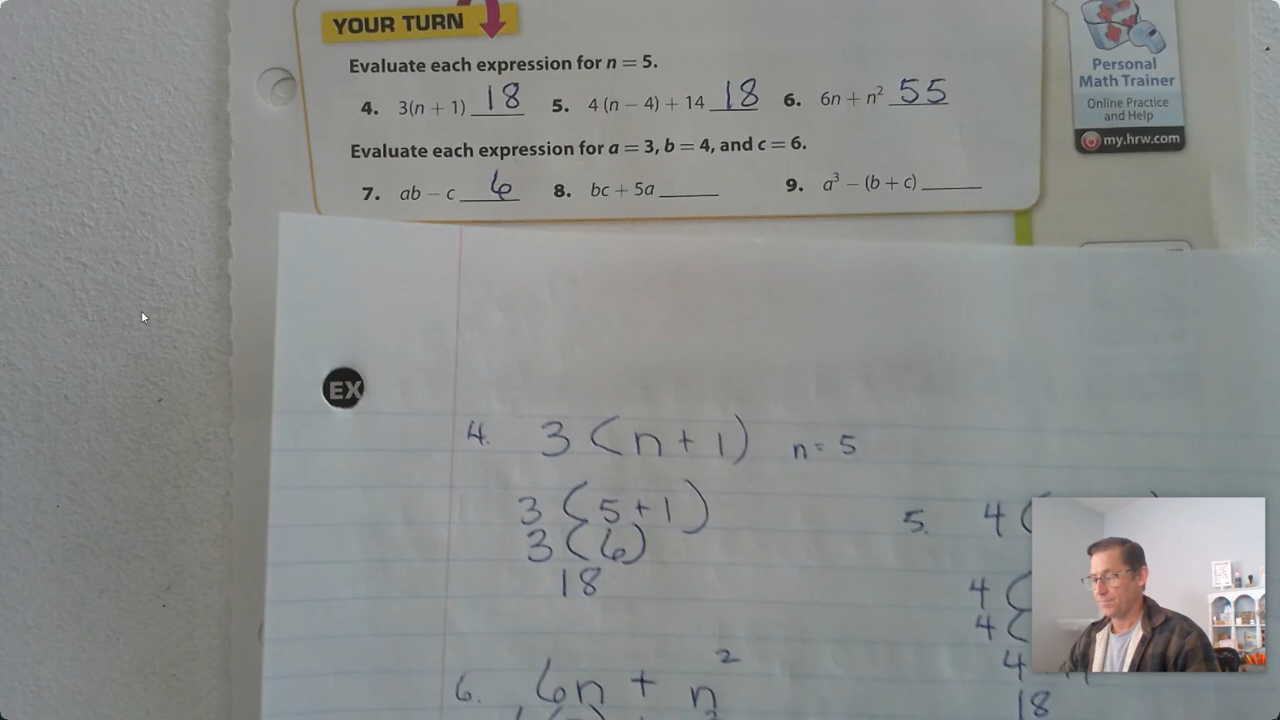 YOUR TURN
Evaluate each expression for n = 5.
4. 3(n + 1) 18 5. 4(n − 4) + 14 18 6. 6n + n² 55
Evaluate each expression for a = 3, b = 4, and c = 6.
7. ab − c 6 8. bc + 5a 9. a³ − (b + c)
Personal
Math Trainer
Online Practice
and Help
my.hrw.com
EX
4. 3(n+1) n=5
3(5+1)
3(6)
18
5. 4(
4(
4(
4
18
6. 6n + n²